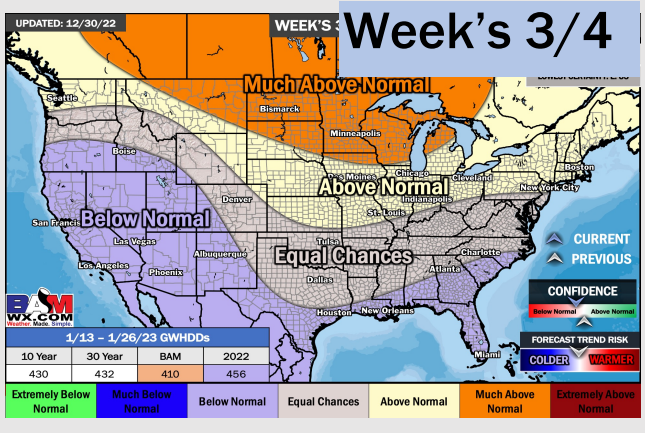 UPDATED: 12/30/22
WEEK'S 3
Week's 3/4
Much Above Normal
Seattle
Bismarck
Minneapolis
Boise
Des Moines
Chicago
Cleveland
Boston
New York City
Above Normal
Indianapolis
Denver
St. Louis
San Francis
Below Normal
Las Vegas
Tulsa
Albuquerque
Equal Chances
Charlotte
Los Angeles
Phoenix
Dallas
Atlanta
Houston
New Orleans
Miami
CURRENT
PREVIOUS
CONFIDENCE
Below Normal
Above Normal
FORECAST TREND RISK
COLDER
WARMER
BAM
WX.COM
Weather. Made. Simple.
1/13 – 1/26/23 GWHDDs
10 Year 30 Year BAM 2022
430 432 410 456
Extremely Below Normal
Much Below Normal
Below Normal
Equal Chances
Above Normal
Much Above Normal
Extremely Above Normal